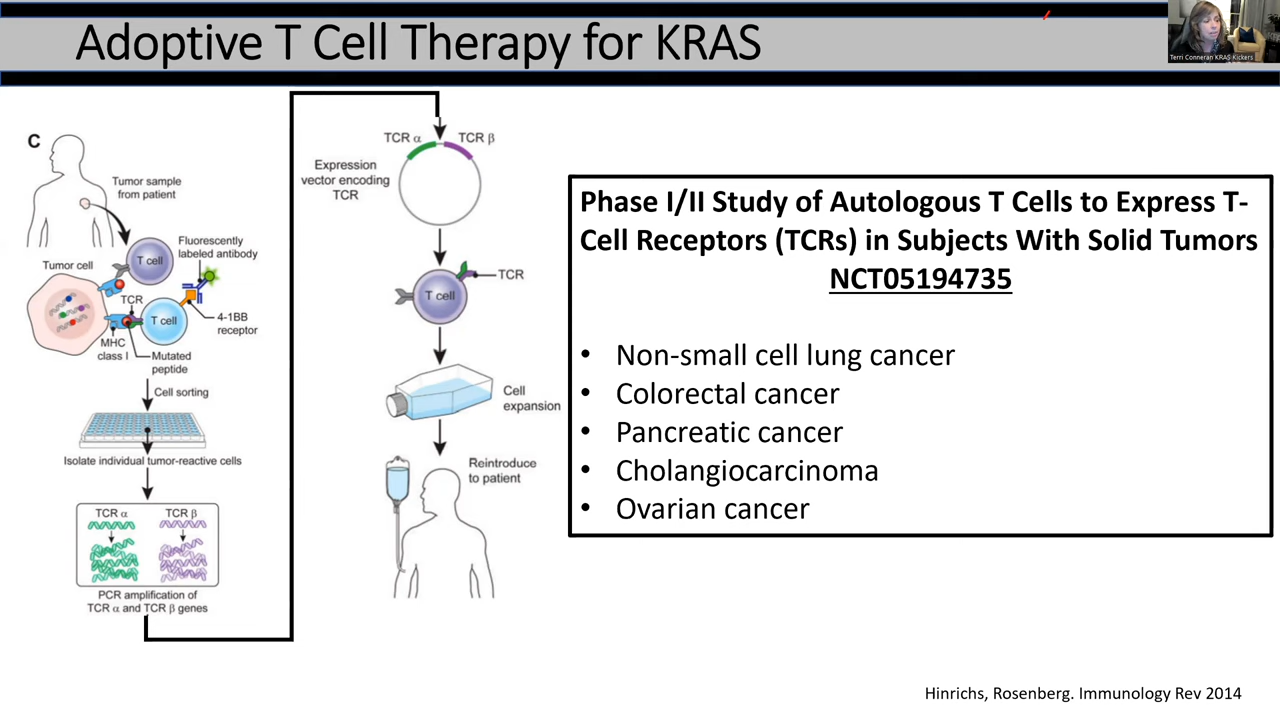 Adoptive T Cell Therapy for KRAS
Terri Conneran KRAS Kickers
C
Tumor sample
from patient
T cell
Fluorescently
labeled antibody
Tumor cell
TCR
T cell
4-1BB
receptor
MHC
class I
Mutated
peptide
Cell sorting
Isolate individual tumor-reactive cells
TCR α
TCR β
PCR amplification of
TCR α and TCR β genes
TCR α
TCR β
Expression
vector encoding
TCR
TCR
T cell
Cell
expansion
Reintroduce
to patient
Phase I/II Study of Autologous T Cells to Express T-
Cell Receptors (TCRs) in Subjects With Solid Tumors
NCT05194735
• Non-small cell lung cancer
• Colorectal cancer
• Pancreatic cancer
• Cholangiocarcinoma
• Ovarian cancer
Hinrichs, Rosenberg. Immunology Rev 2014